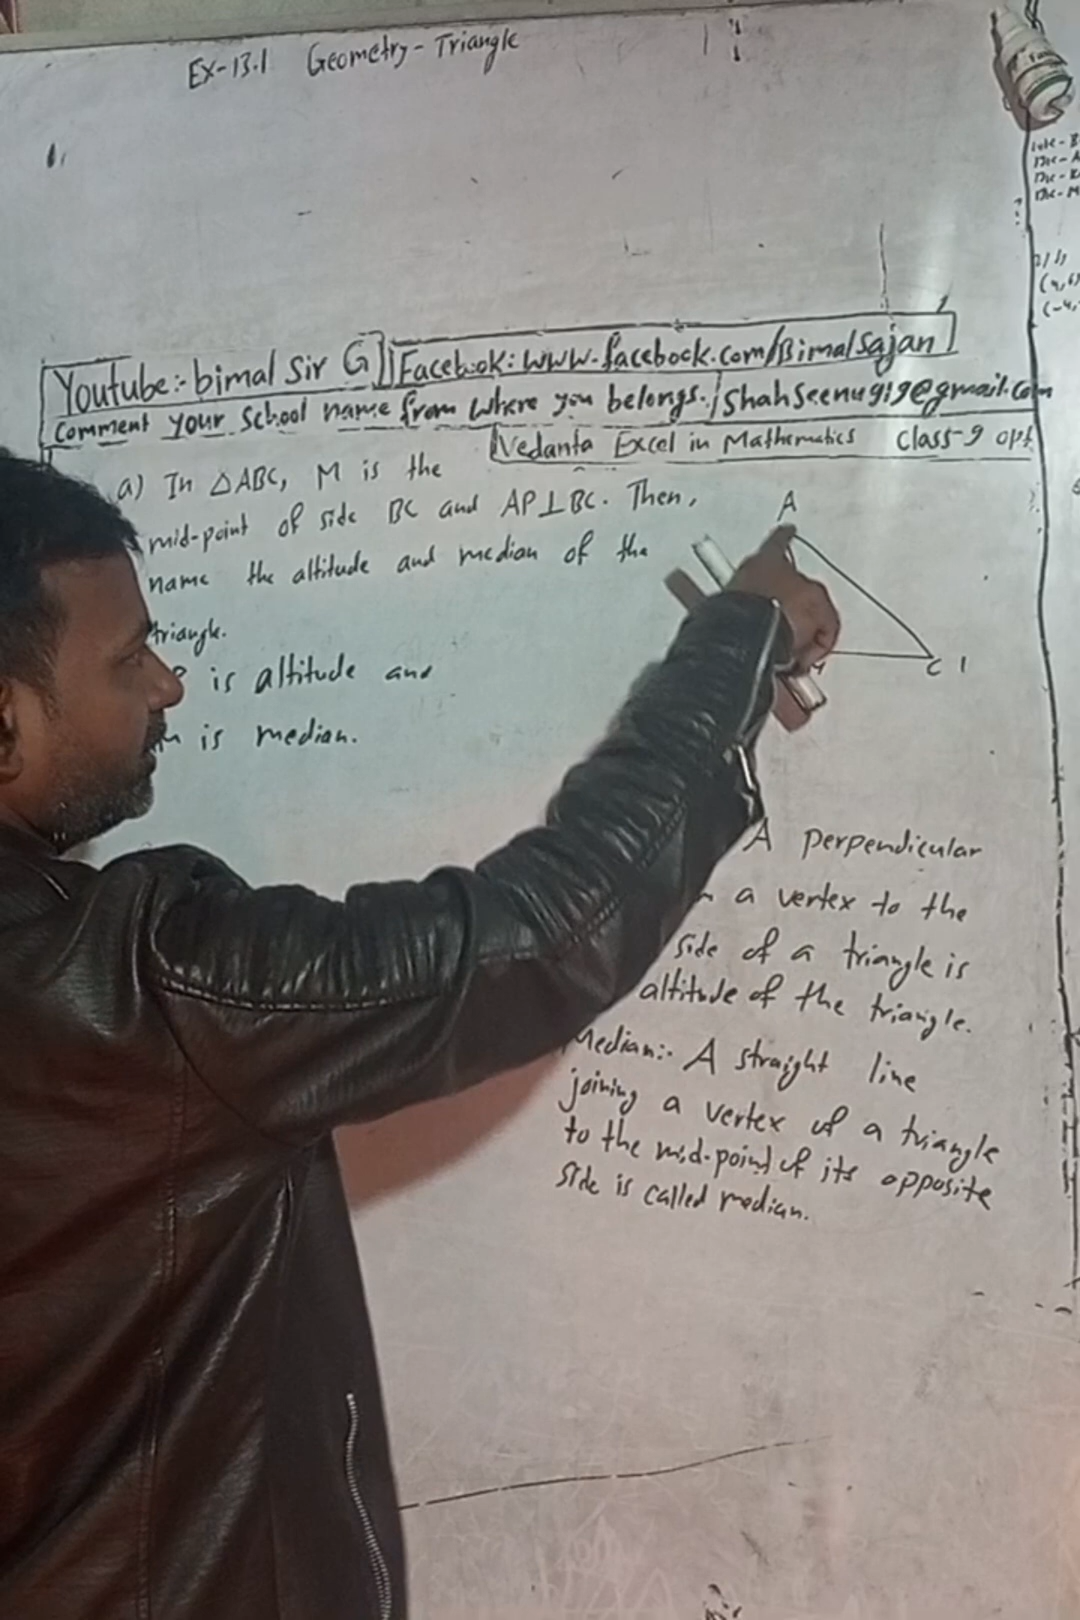 Ex-13.1 Geometry-Triangle
Youtube:- bimal Sir G
Facebook: www.facebook.com/Bimalsajan
Comment your School name from where you belongs. shahseenu919@gmail.com
Vedanta Excel in Mathematics Class-9 opt
a) In △ABC, M is the
mid-point of side BC and AP⊥BC. Then,
name the altitude and median of the
triangle.
is altitude and
is median.
A
M
C
A perpendicular
a vertex to the
side of a triangle is
altitude of the triangle.
Median:- A straight line
joining a vertex of a triangle
to the mid-point of its opposite
side is called median.